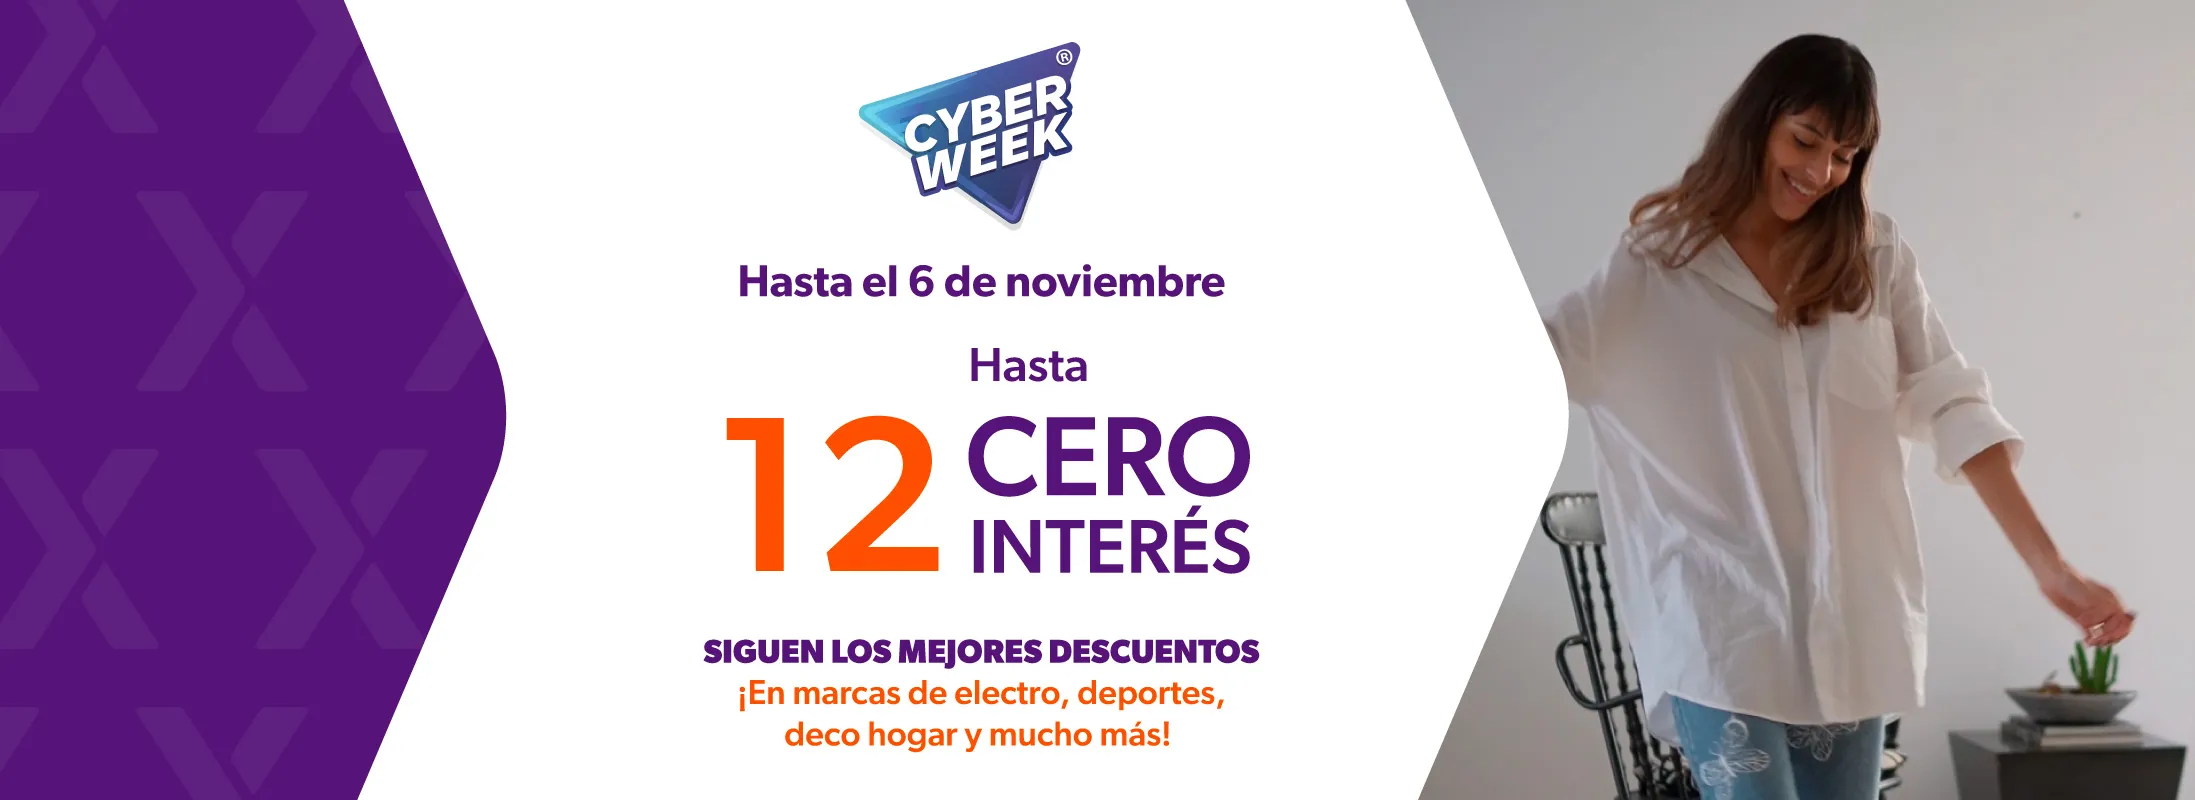 CYBER ®
WEEK
Hasta el 6 de noviembre
Hasta
12 CERO
INTERÉS
SIGUEN LOS MEJORES DESCUENTOS
¡En marcas de electro, deportes,
deco hogar y mucho más!